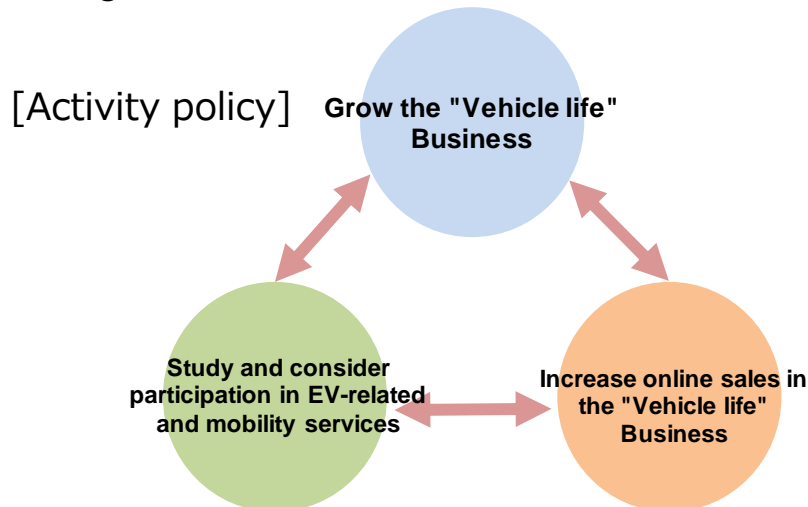 [Activity policy]
Grow the "Vehicle life"
Business
Study and consider
participation in EV-related
and mobility services
Increase online sales in
the "Vehicle life"
Business